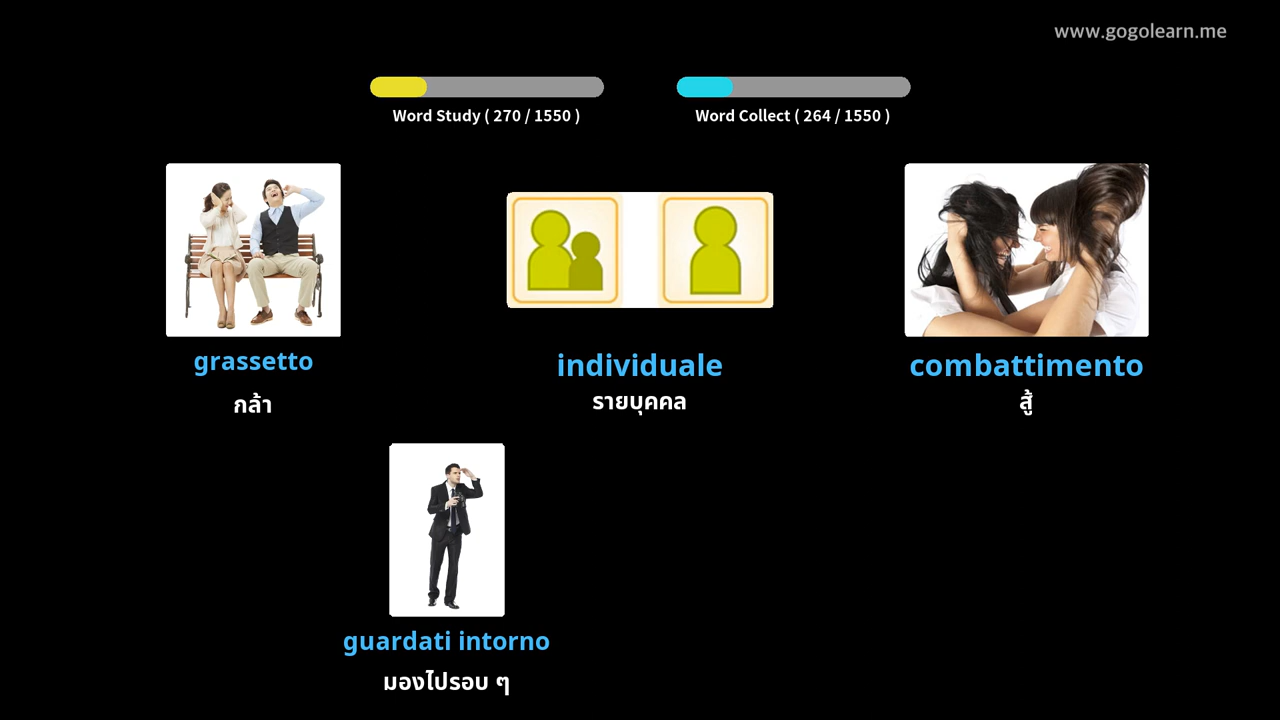 www.gogolearn.me
Word Study ( 270 / 1550 )
Word Collect ( 264 / 1550 )
grassetto
กล้า
individuale
รายบุคคล
combattimento
สู้
guardati intorno
มองไปรอบ ๆ